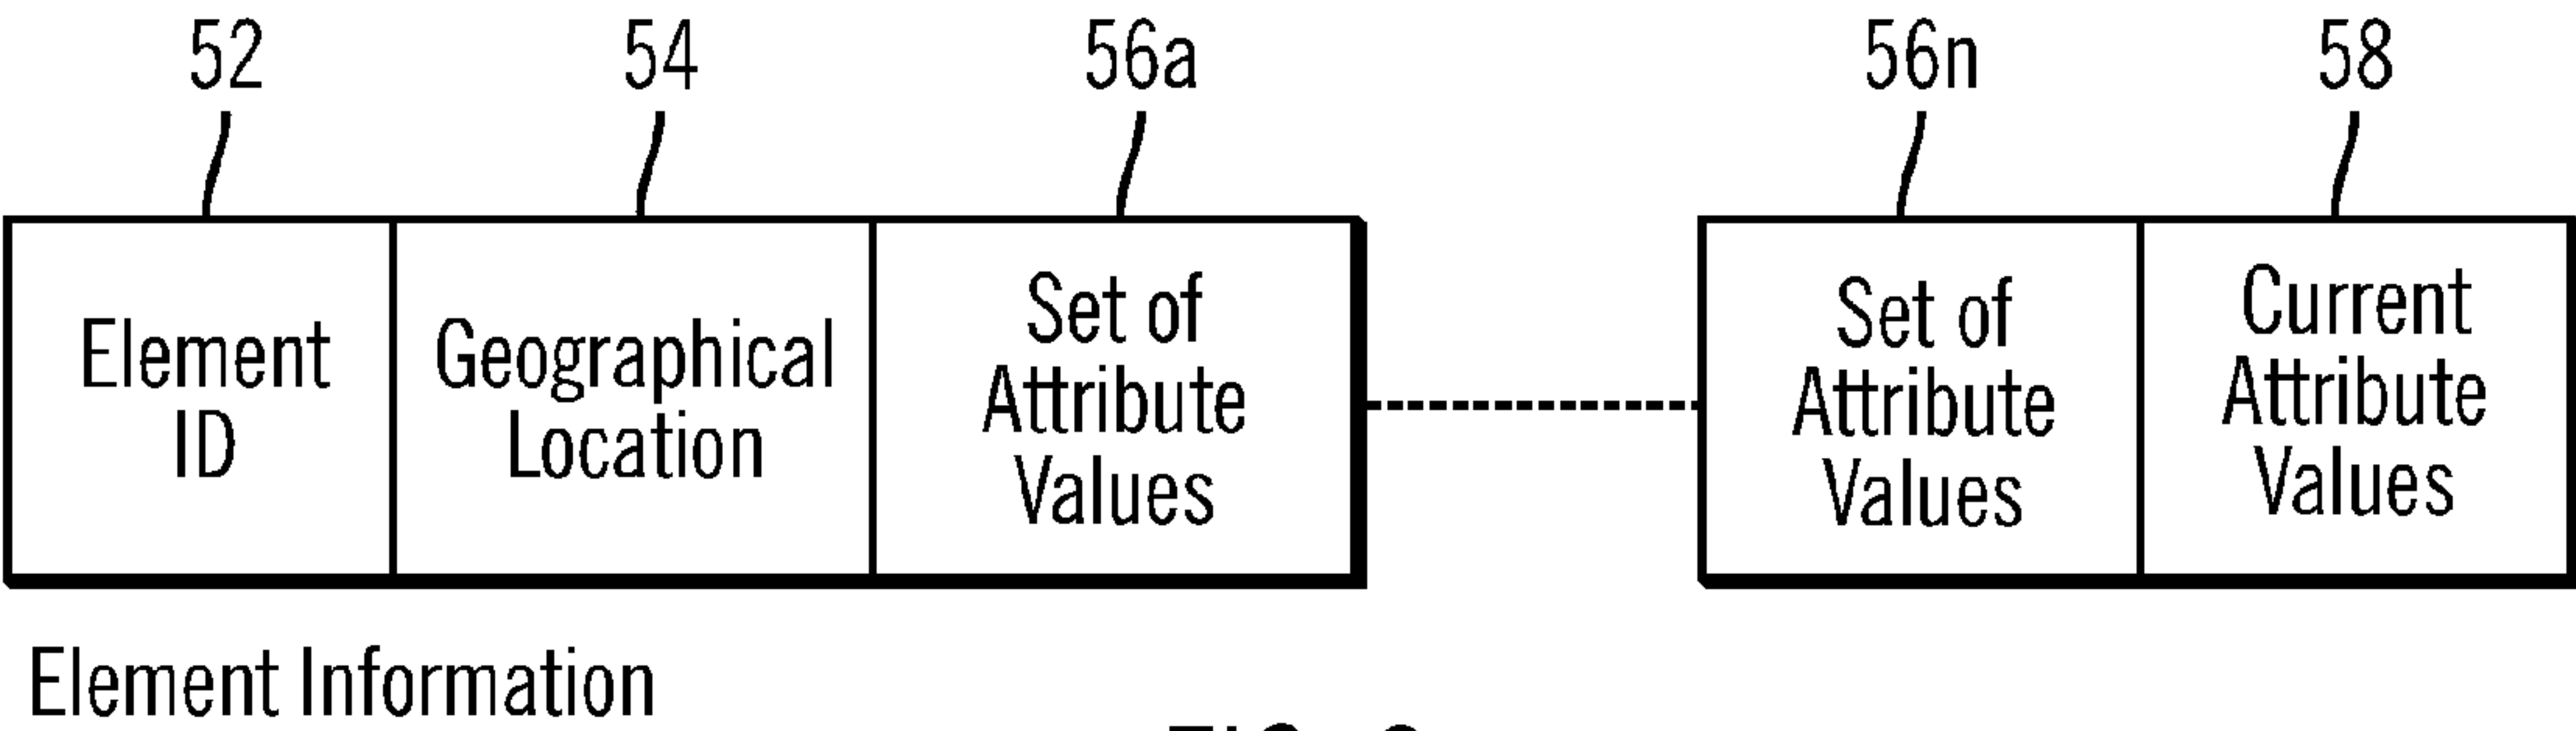 52 54 56a 56n 58
Element
ID
Geographical
Location
Set of
Attribute
Values
Set of
Attribute
Values
Current
Attribute
Values
Element Information